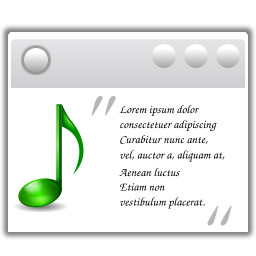 Lorem ipsum dolor
consectetuer adipiscing
Curabitur nunc ante,
vel, auctor a, aliquam at,
Aenean luctus
Etiam non
vestibulum placerat.